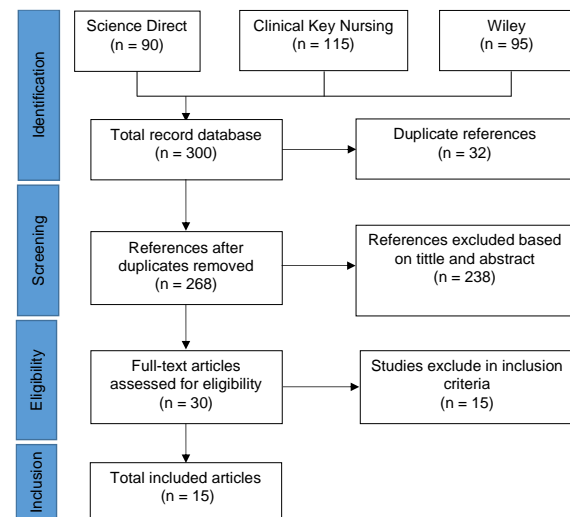 Identification
Science Direct
(n = 90)
Clinical Key Nursing
(n = 115)
Wiley
(n = 95)
Total record database
(n = 300)
Duplicate references
(n = 32)
Screening
References after
duplicates removed
(n = 268)
References excluded based
on tittle and abstract
(n = 238)
Eligibility
Full-text articles
assessed for eligibility
(n = 30)
Studies exclude in inclusion
criteria
(n = 15)
Inclusion
Total included articles
(n = 15)